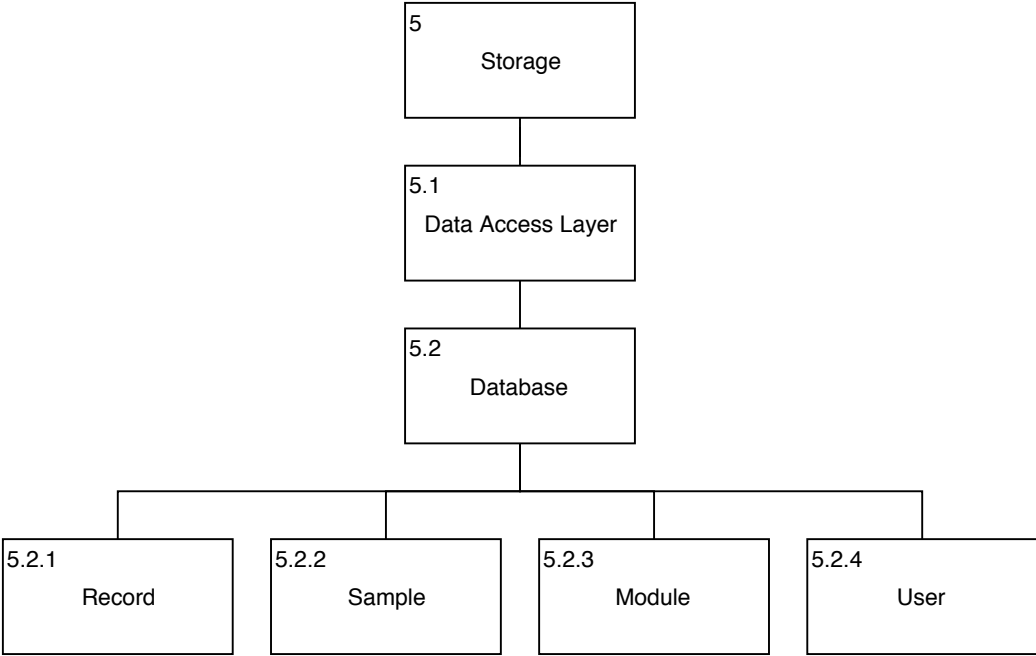 5
Storage
5.1
Data Access Layer
5.2
Database
5.2.1
Record
5.2.2
Sample
5.2.3
Module
5.2.4
User